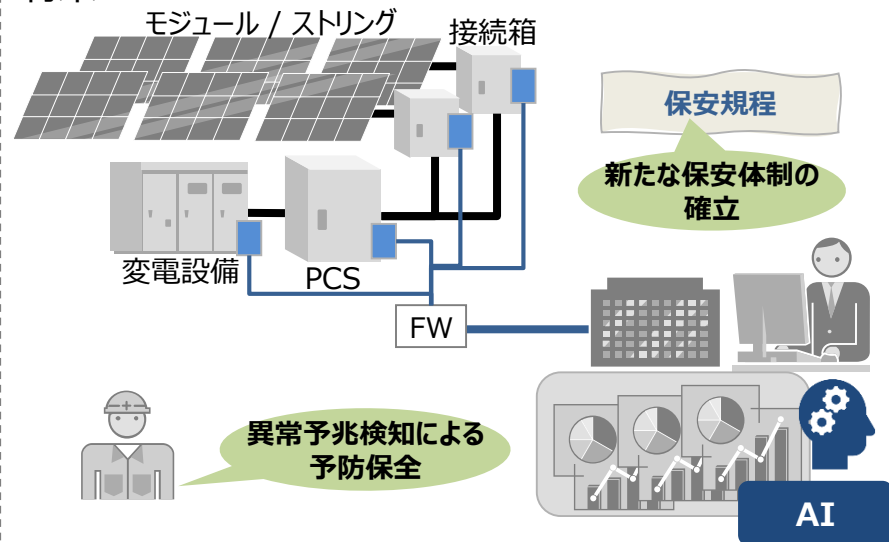 モジュール / ストリング
接続箱
保安規程
新たな保安体制の
確立
変電設備
PCS
FW
異常予兆検知による
予防保全
AI